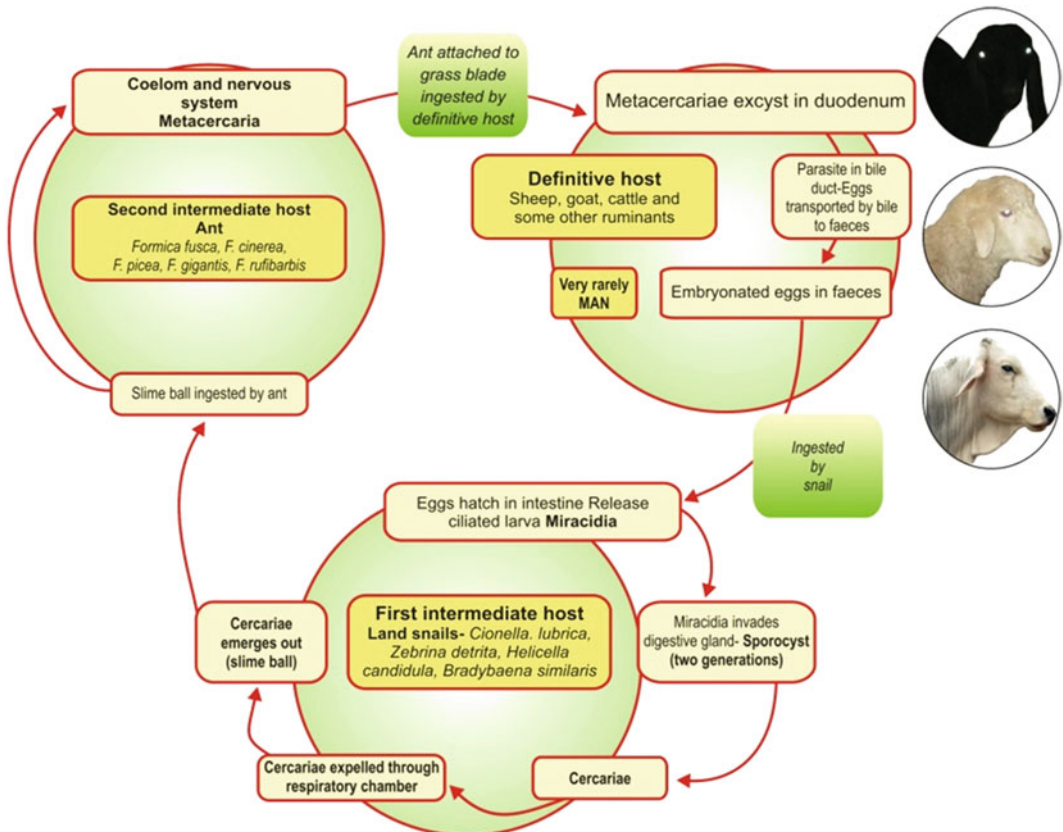 Coelom and nervous
system
Metacercaria
Ant attached to
grass blade
ingested by
definitive host
Metacercariae excyst in duodenum
Second intermediate host
Ant
Formica fusca, F. cinerea,
F. picea, F. gigantis, F. rufibarbis
Definitive host
Sheep, goat, cattle and
some other ruminants
Parasite in bile
duct-Eggs
transported by bile
to faeces
Very rarely
MAN
Embryonated eggs in faeces
Slime ball ingested by ant
Ingested
by
snail
Eggs hatch in intestine Release
ciliated larva Miracidia
First intermediate host
Land snails- Cionella. lubrica,
Zebrina detrita, Helicella
candidula, Bradybaena similaris
Miracidia invades
digestive gland- Sporocyst
(two generations)
Cercariae
Cercariae expelled through
respiratory chamber
Cercariae
emerges out
(slime ball)